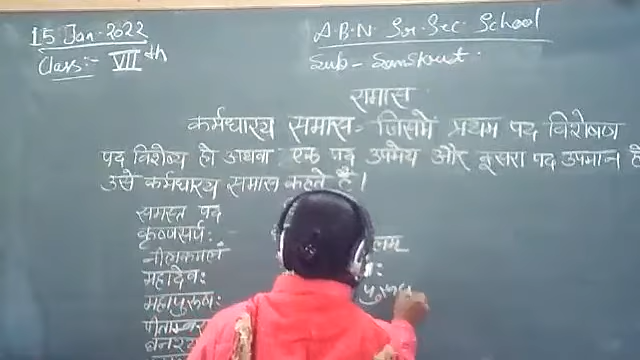 15 Jan. 2022
A.B.N. Sr. Sec. School
Class:- VIIth
Sub - Sanskrit
समास
कर्मधारय समास- जिसमे प्रथम पद विशेषण
पद विशेष्य हो अथवा एक पद उपमेय और दूसरा पद उपमान है
उसे कर्मधारय समास कहते हैं।
समस्त पद
कृष्णसर्प:
नीलकमलं
लम
महादेव:
महापुरूष:
पुरूष
पीताम्बर